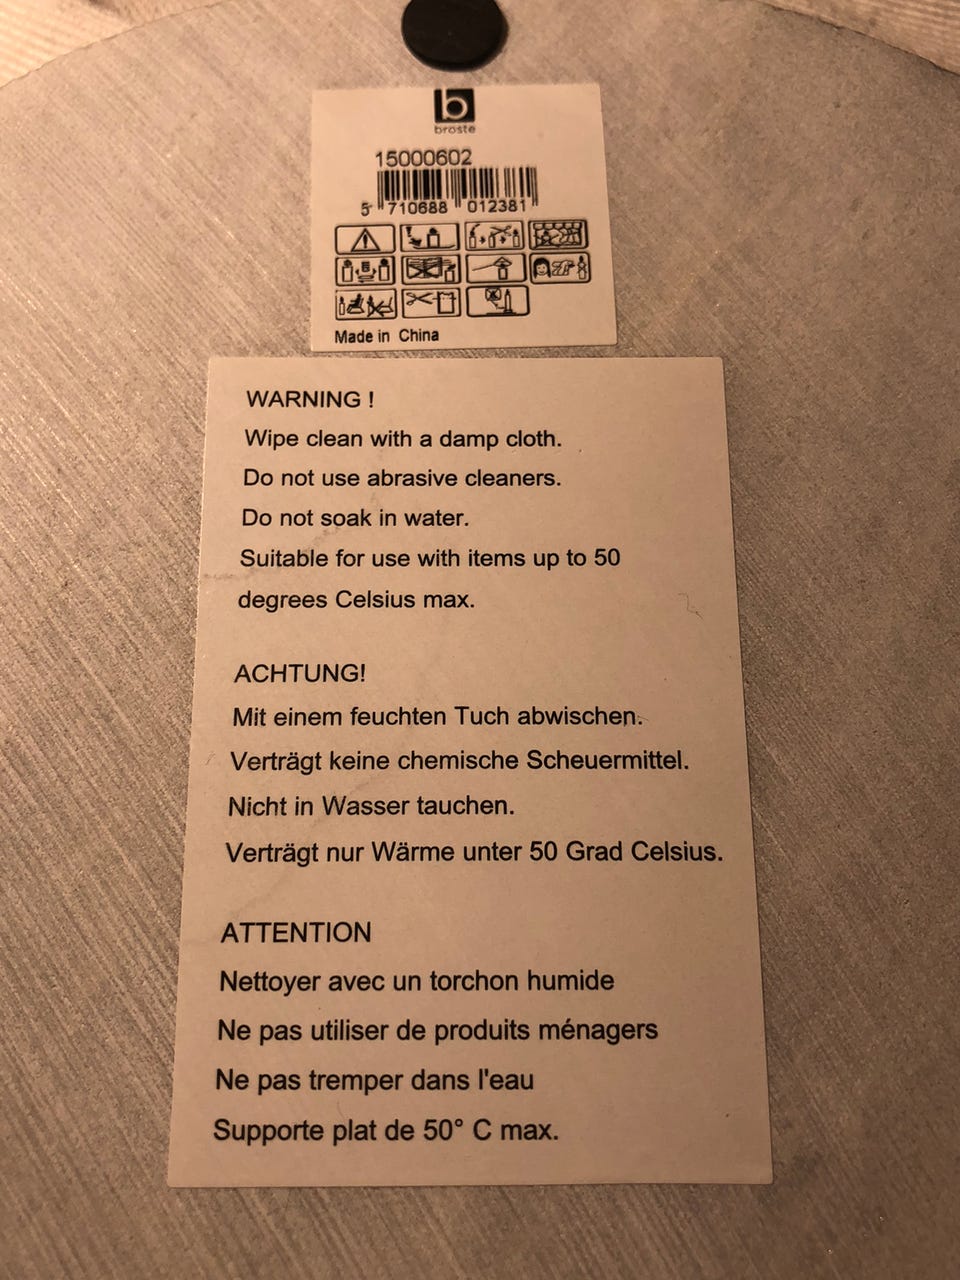 b
broste
15000602
5 710688 012381
Made in China
WARNING !
Wipe clean with a damp cloth.
Do not use abrasive cleaners.
Do not soak in water.
Suitable for use with items up to 50
degrees Celsius max.
ACHTUNG!
Mit einem feuchten Tuch abwischen.
Verträgt keine chemische Scheuermittel.
Nicht in Wasser tauchen.
Verträgt nur Wärme unter 50 Grad Celsius.
ATTENTION
Nettoyer avec un torchon humide
Ne pas utiliser de produits ménagers
Ne pas tremper dans l'eau
Supporte plat de 50° C max.